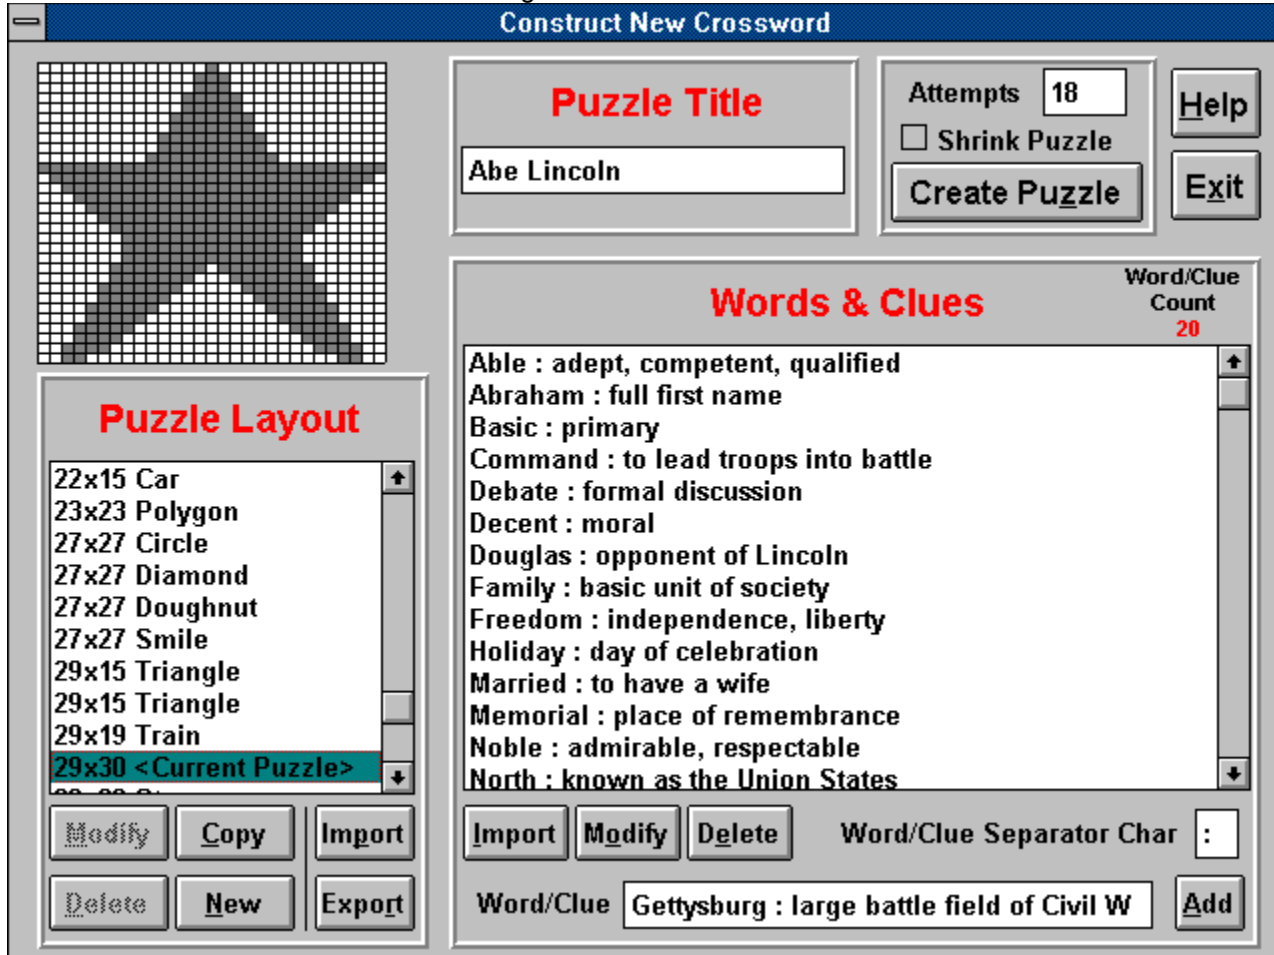 Construct New Crossword
Puzzle Title
Abe Lincoln
Attempts 18
Shrink Puzzle
Create Puzzle
Help
Exit
Puzzle Layout
22x15 Car
23x23 Polygon
27x27 Circle
27x27 Diamond
27x27 Doughnut
27x27 Smile
29x15 Triangle
29x15 Triangle
29x19 Train
29x30 <Current Puzzle>
Modify Copy Import
Delete New Export
Words & Clues
Word/Clue
Count
20
Able : adept, competent, qualified
Abraham : full first name
Basic : primary
Command : to lead troops into battle
Debate : formal discussion
Decent : moral
Douglas : opponent of Lincoln
Family : basic unit of society
Freedom : independence, liberty
Holiday : day of celebration
Married : to have a wife
Memorial : place of remembrance
Noble : admirable, respectable
North : known as the Union States
Import Modify Delete Word/Clue Separator Char :
Word/Clue Gettysburg : large battle field of Civil W Add